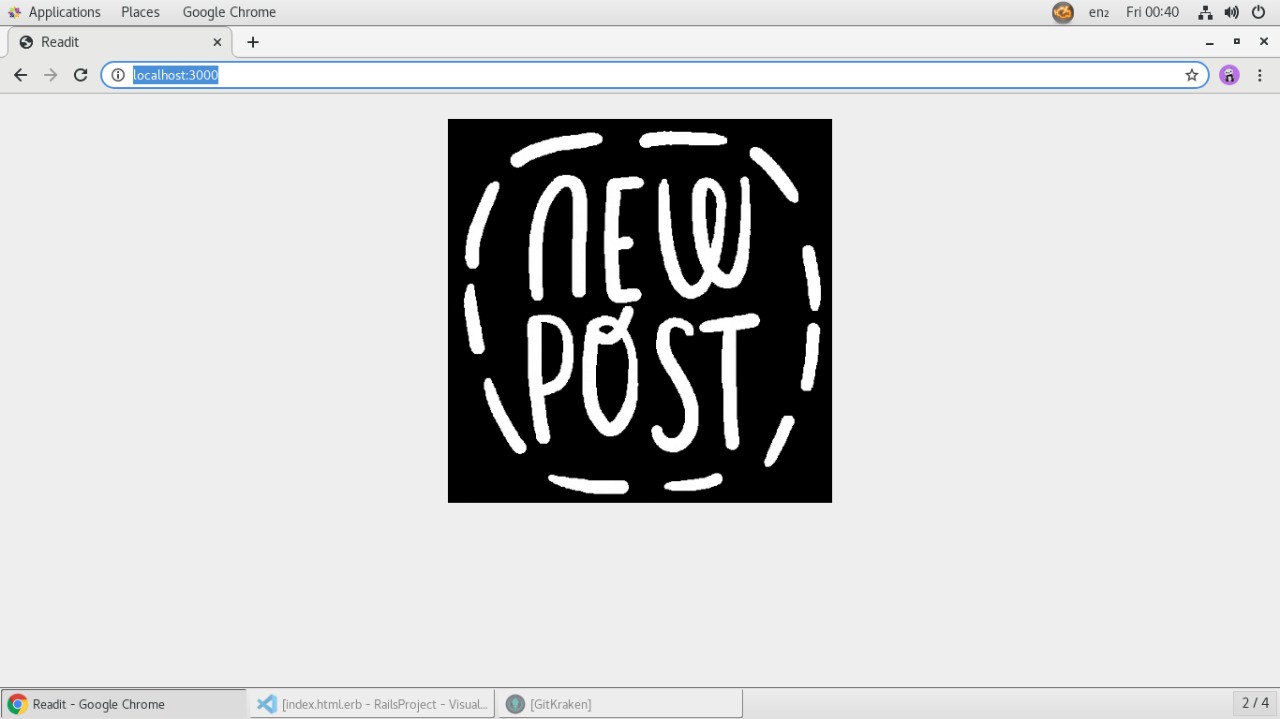 Applications Places Google Chrome en₂ Fri 00:40
Readit
localhost:3000
NEW
POST
Readit - Google Chrome [index.html.erb - RailsProject - Visual... [GitKraken] 2 / 4